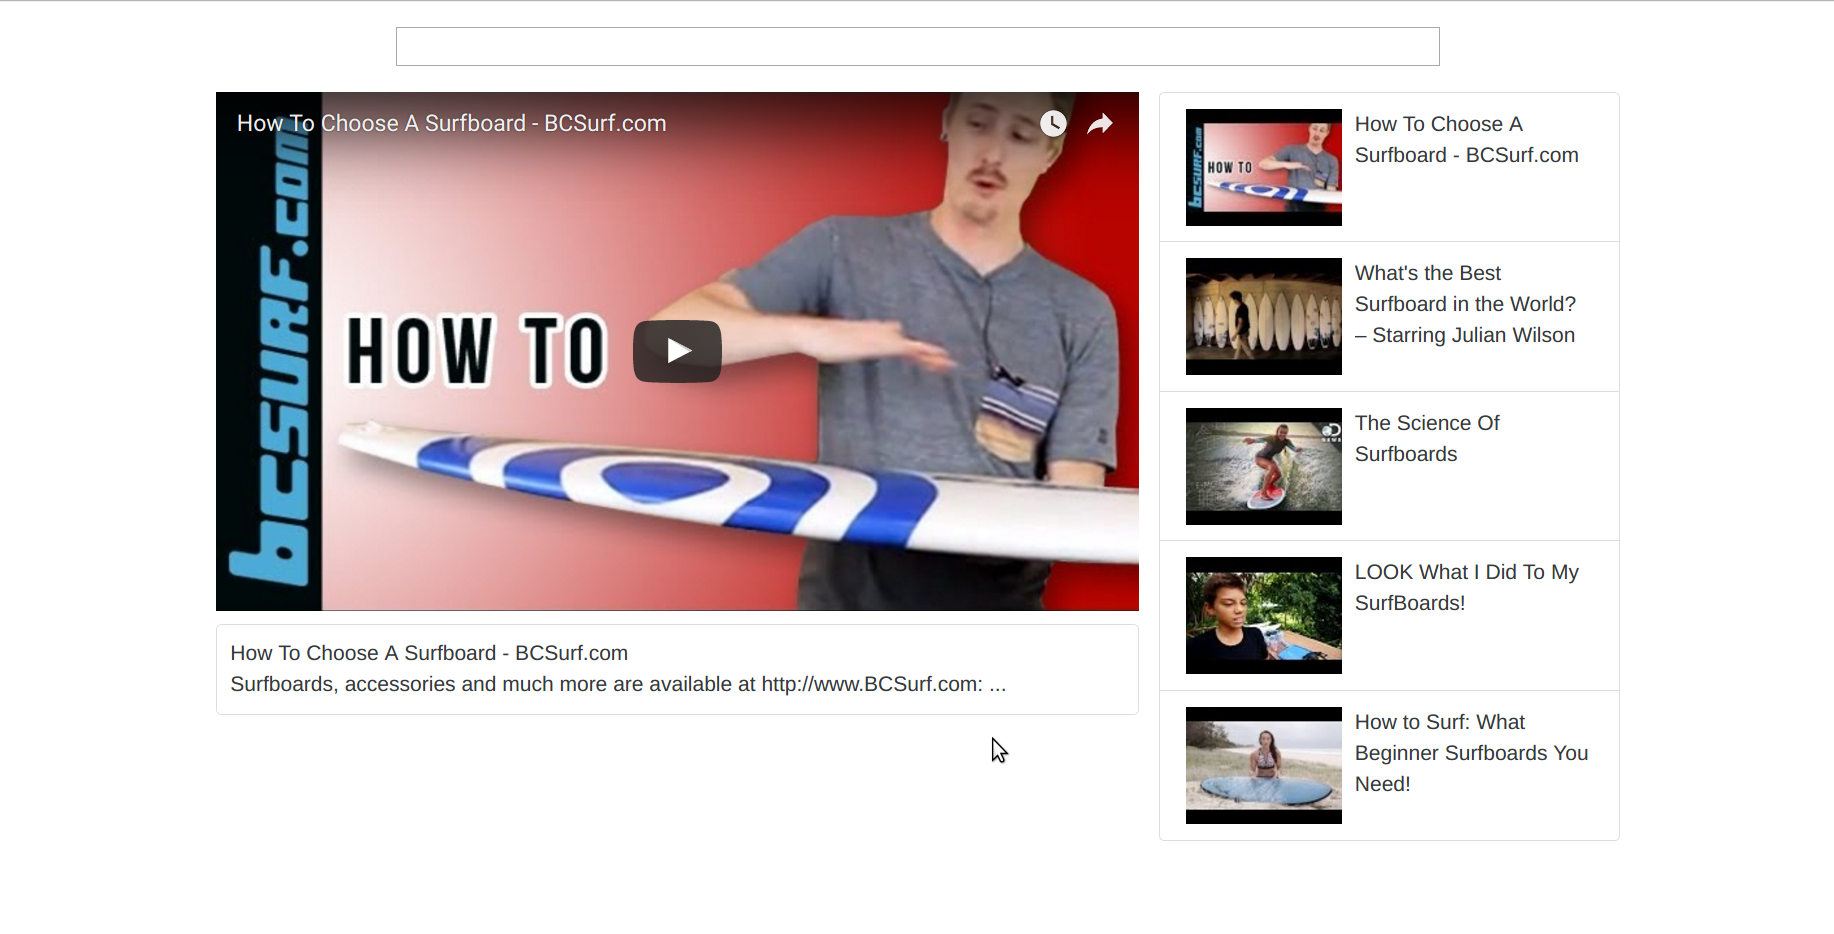 How To Choose A Surfboard - BCSurf.com
bcsurf.com
HOW TO
How To Choose A Surfboard - BCSurf.com
Surfboards, accessories and much more are available at http://www.BCSurf.com: ...
bcsurf.com
HOW TO
How To Choose A
Surfboard - BCSurf.com
What's the Best
Surfboard in the World?
– Starring Julian Wilson
The Science Of
Surfboards
LOOK What I Did To My
SurfBoards!
How to Surf: What
Beginner Surfboards You
Need!